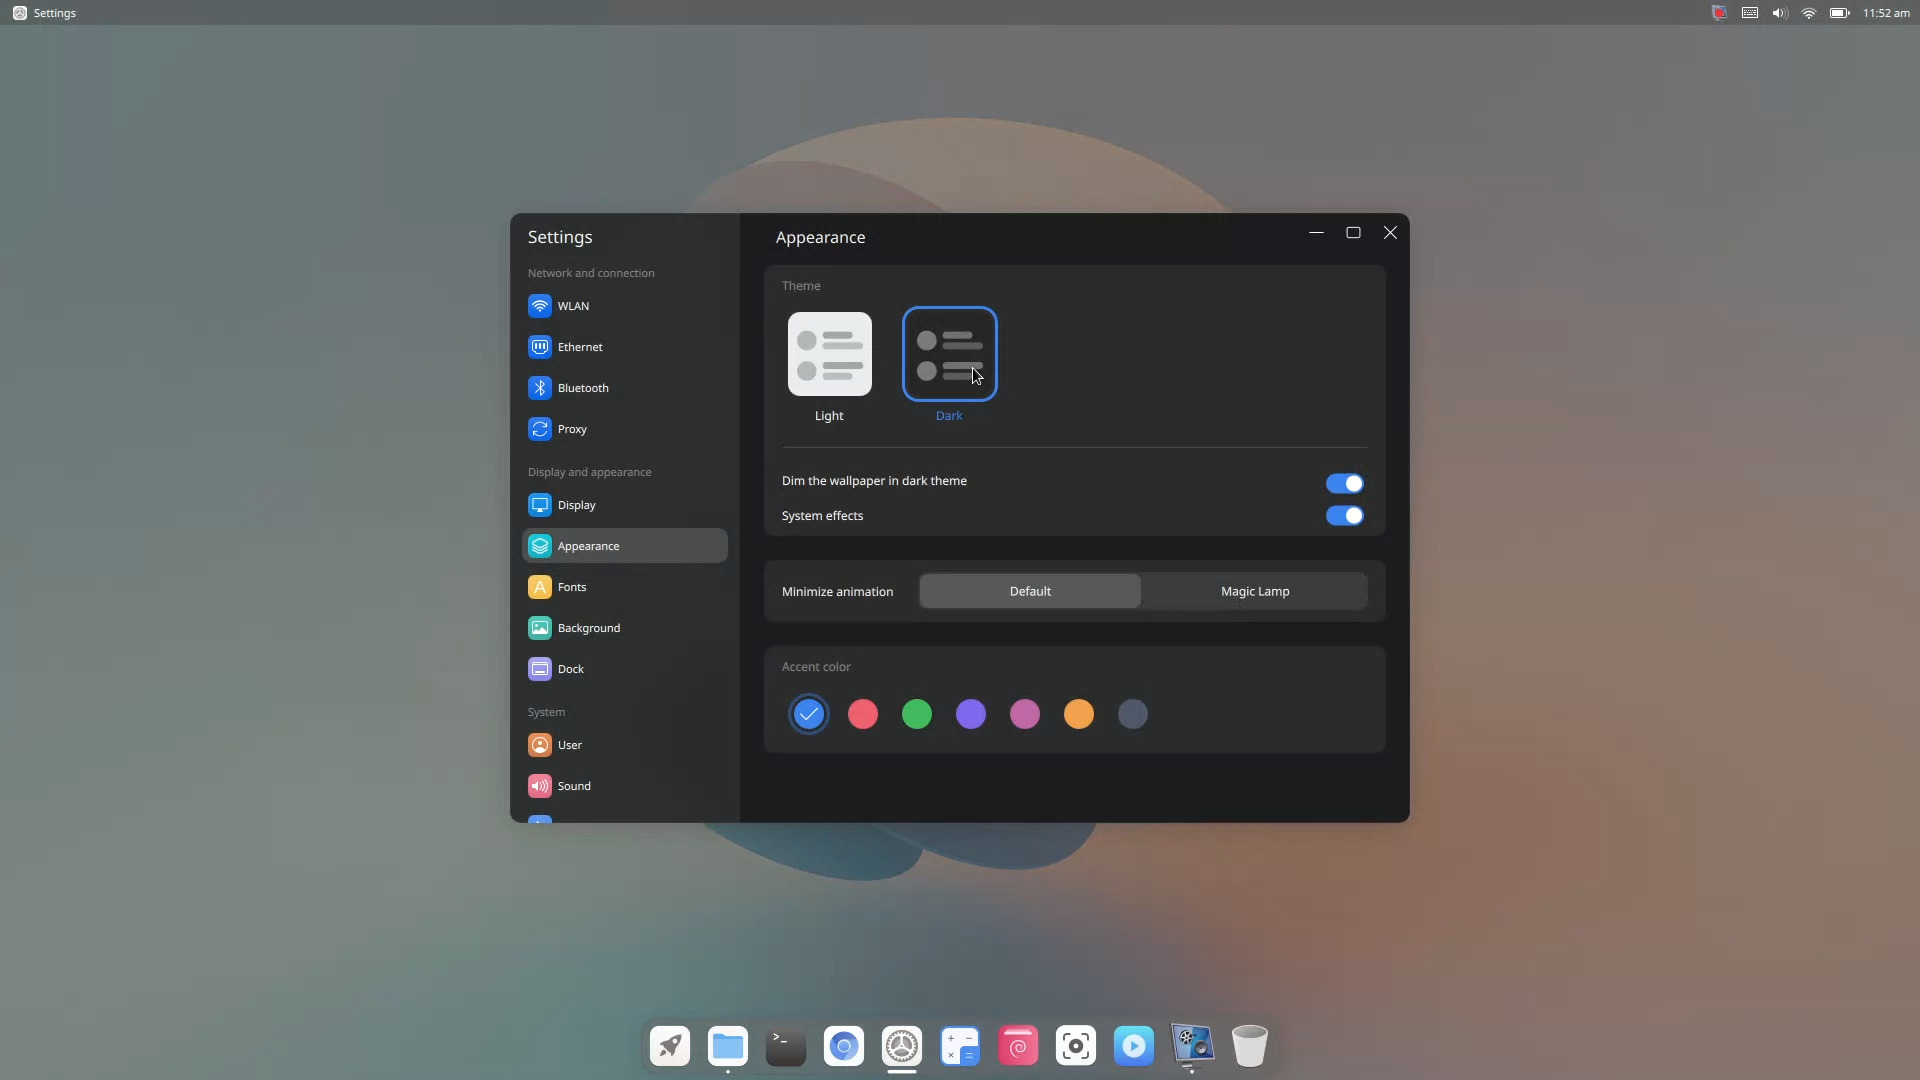 Settings
11:52 am
Settings
Network and connection
WLAN
Ethernet
Bluetooth
Proxy
Display and appearance
Display
Appearance
Fonts
Background
Dock
System
User
Sound
Appearance
Theme
Light
Dark
Dim the wallpaper in dark theme
System effects
Minimize animation
Default
Magic Lamp
Accent color